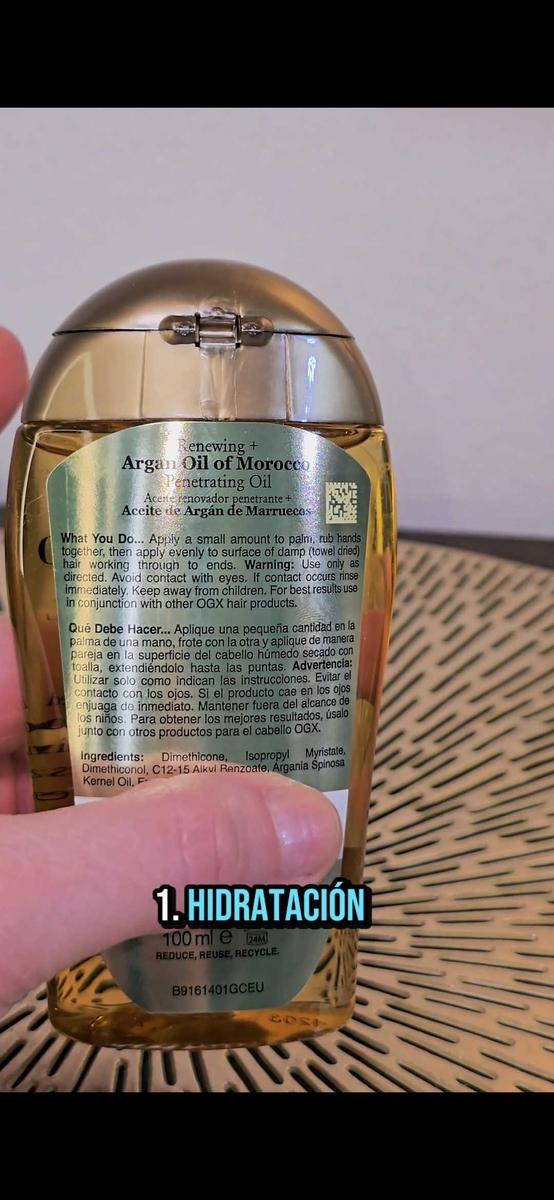 Renewing +
Argan Oil of Morocco
Penetrating Oil
Aceite renovador penetrante +
Aceite de Argán de Marruecos
What You Do... Apply a small amount to palm, rub hands
together, then apply evenly to surface of damp (towel dried)
hair working through to ends. Warning: Use only as
directed. Avoid contact with eyes. If contact occurs rinse
immediately. Keep away from children. For best results use
in conjunction with other OGX hair products.
Qué Debe Hacer... Aplique una pequeña cantidad en la
palma de una mano, frote con la otra y aplique de manera
pareja en la superficie del cabello húmedo secado con
toalla, extendiéndolo hasta las puntas. Advertencia:
Utilizar solo como indican las instrucciones. Evitar el
contacto con los ojos. Si el producto cae en los ojos
enjuaga de inmediato. Mantener fuera del alcance de
los niños. Para obtener los mejores resultados, úsalo
junto con otros productos para el cabello OGX.
Ingredients: Dimethicone, Isopropyl Myristate,
Dimethiconol, C12-15 Alkyl Benzoate, Argania Spinosa
Kernel Oil,
1. HIDRATACIÓN
100 ml e 24M
REDUCE, REUSE, RECYCLE.
B9161401GCEU